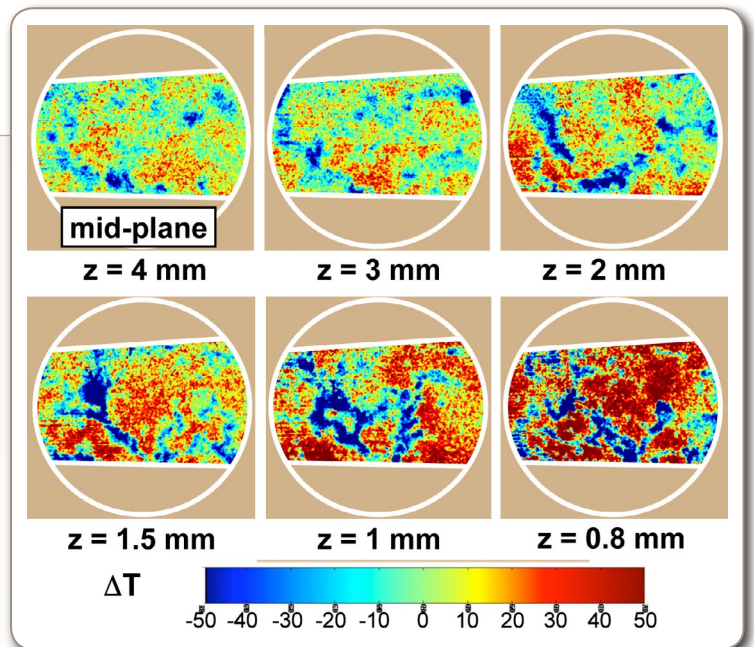 mid-plane
z = 4 mm
z = 3 mm
z = 2 mm
z = 1.5 mm
z = 1 mm
z = 0.8 mm
ΔT
-50 -40 -30 -20 -10 0 10 20 30 40 50